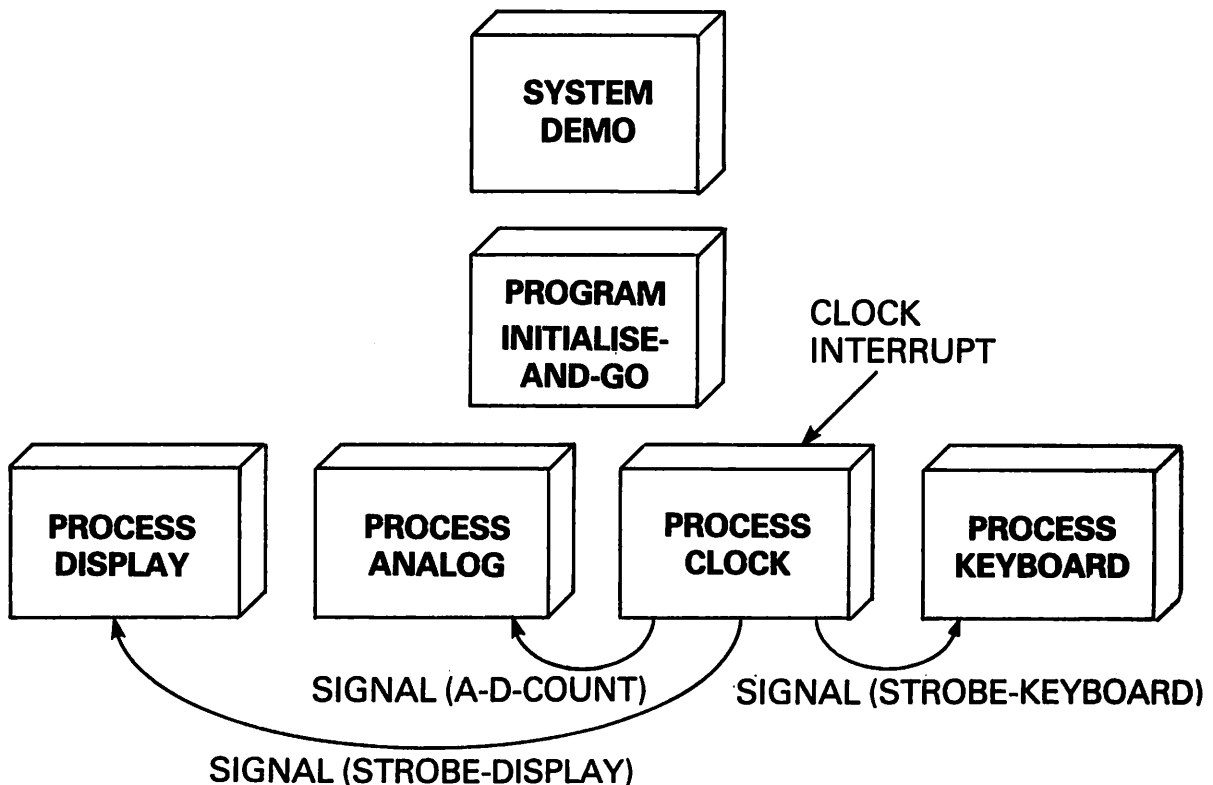 SYSTEM
DEMO
PROGRAM
INITIALISE-
AND-GO
CLOCK
INTERRUPT
PROCESS
DISPLAY
PROCESS
ANALOG
PROCESS
CLOCK
PROCESS
KEYBOARD
SIGNAL (A-D-COUNT)
SIGNAL (STROBE-KEYBOARD)
SIGNAL (STROBE-DISPLAY)